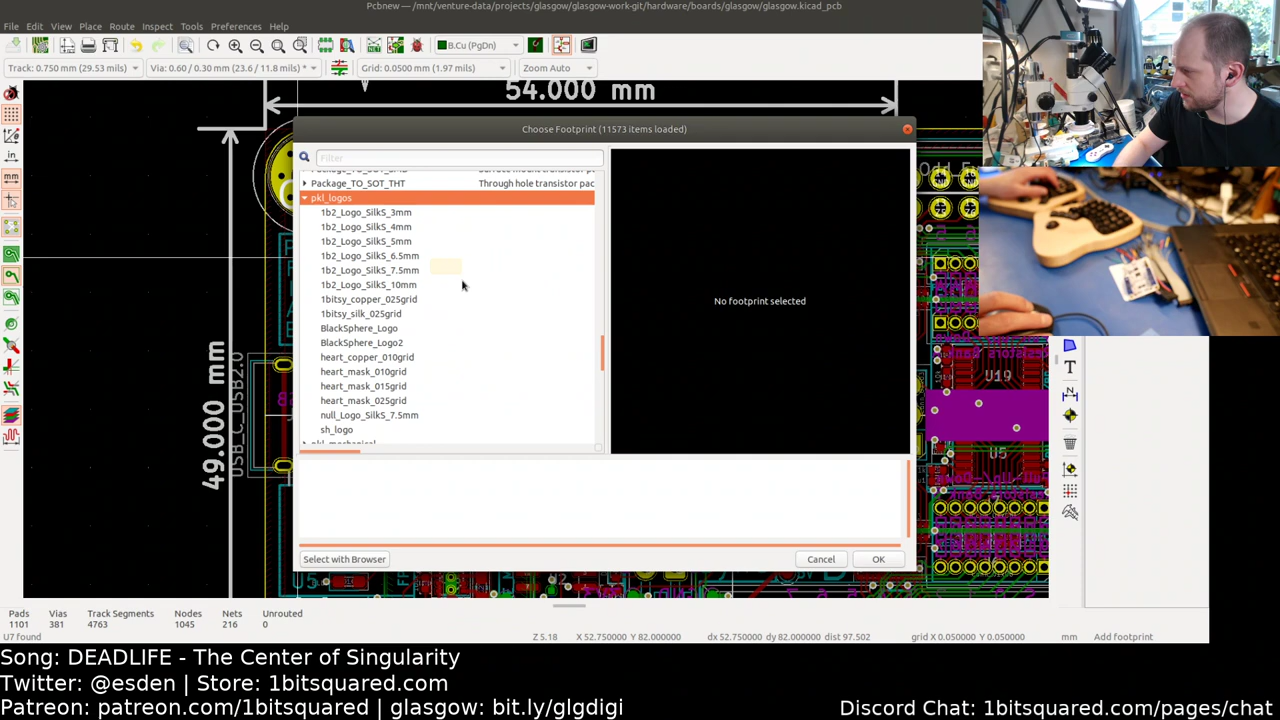 Pcbnew — /mnt/venture-data/projects/glasgow/glasgow-work-git/hardware/boards/glasgow/glasgow.kicad_pcb
File Edit View Place Route Inspect Tools Preferences Help
B.Cu (PgDn)
Track: 0.750 mm (29.53 mils) Via: 0.60 / 0.30 mm (23.6 / 11.8 mils) * Grid: 0.0500 mm (1.97 mils) Zoom Auto
54.000 mm
49.000 mm
USB_C_USB2.0
in
mm
Choose Footprint (11573 items loaded)
Filter
Package_TO_SOT_THT Through hole transistor pac
pkl_logos
1b2_Logo_SilkS_3mm
1b2_Logo_SilkS_4mm
1b2_Logo_SilkS_5mm
1b2_Logo_SilkS_6.5mm
1b2_Logo_SilkS_7.5mm
1b2_Logo_SilkS_10mm
1bitsy_copper_025grid
1bitsy_silk_025grid
BlackSphere_Logo
BlackSphere_Logo2
heart_copper_010grid
heart_mask_010grid
heart_mask_015grid
heart_mask_025grid
null_Logo_SilkS_7.5mm
sh_logo
No footprint selected
Select with Browser Cancel OK
U19
U5
Pads Vias Track Segments Nodes Nets Unrouted
1101 381 4763 1045 216 0
U7 found Z 5.18 X 52.750000 Y 82.000000 dx 52.750000 dy 82.000000 dist 97.502 grid X 0.050000 Y 0.050000 mm Add footprint
Song: DEADLIFE - The Center of Singularity
Twitter: @esden | Store: 1bitsquared.com
Patreon: patreon.com/1bitsquared | glasgow: bit.ly/glgdigi
Discord Chat: 1bitsquared.com/pages/chat